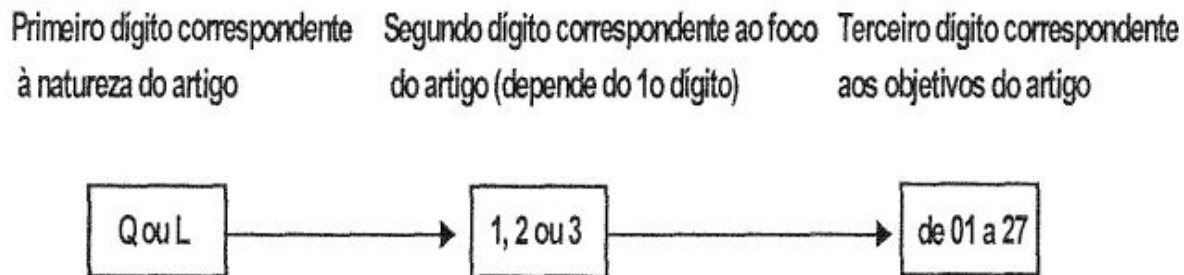 Primeiro dígito correspondente
à natureza do artigo
Segundo dígito correspondente ao foco
do artigo (depende do 1o dígito)
Terceiro dígito correspondente
aos objetivos do artigo
Q ou L
1, 2 ou 3
de 01 a 27